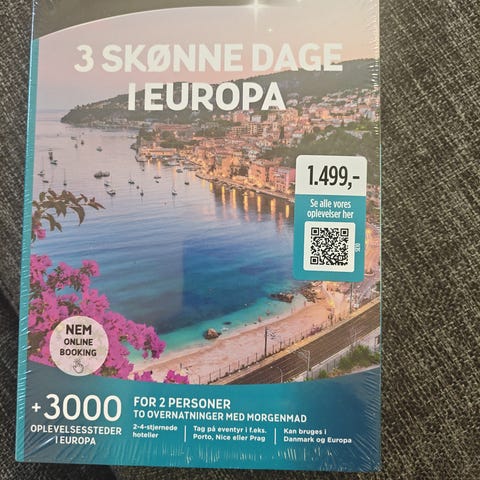 3 SKØNNE DAGE
I EUROPA
1.499,-
Se alle vores
oplevelser her
SE10
NEM
ONLINE
BOOKING
+3000
OPLEVELSESSTEDER
I EUROPA
FOR 2 PERSONER
TO OVERNATNINGER MED MORGENMAD
2-4-stjernede
hoteller
Tag på eventyr i f.eks.
Porto, Nice eller Prag
Kan bruges i
Danmark og Europa